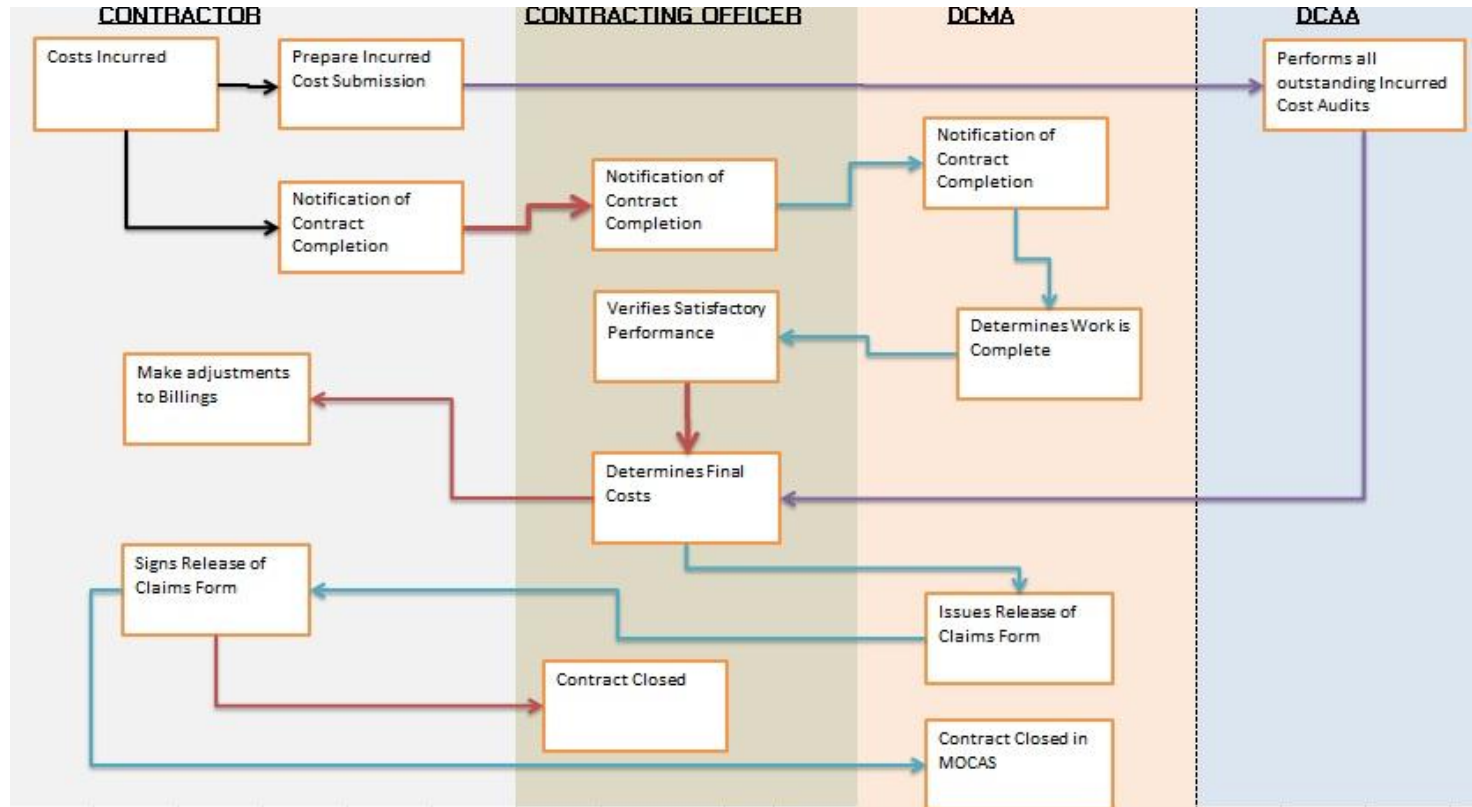 CONTRACTOR
CONTRACTING OFFICER
DCMA
DCAA
Costs Incurred
Prepare Incurred
Cost Submission
Performs all
outstanding Incurred
Cost Audits
Notification of
Contract
Completion
Notification of
Contract
Completion
Notification of
Contract
Completion
Verifies Satisfactory
Performance
Determines Work is
Complete
Make adjustments
to Billings
Determines Final
Costs
Signs Release of
Claims Form
Issues Release of
Claims Form
Contract Closed
Contract Closed in
MOCAS